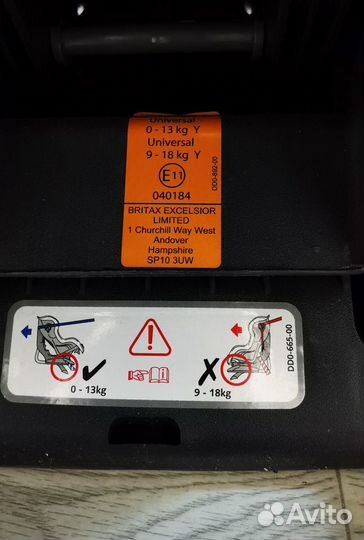 Universal
0 - 13 kg Y
Universal
9 - 18 kg Y
E11
040184
DD0-892-00
BRITAX EXCELSIOR
LIMITED
1 Churchill Way West
Andover
Hampshire
SP10 3UW
0 - 13kg
9 - 18kg
DD0-665-00
Avito